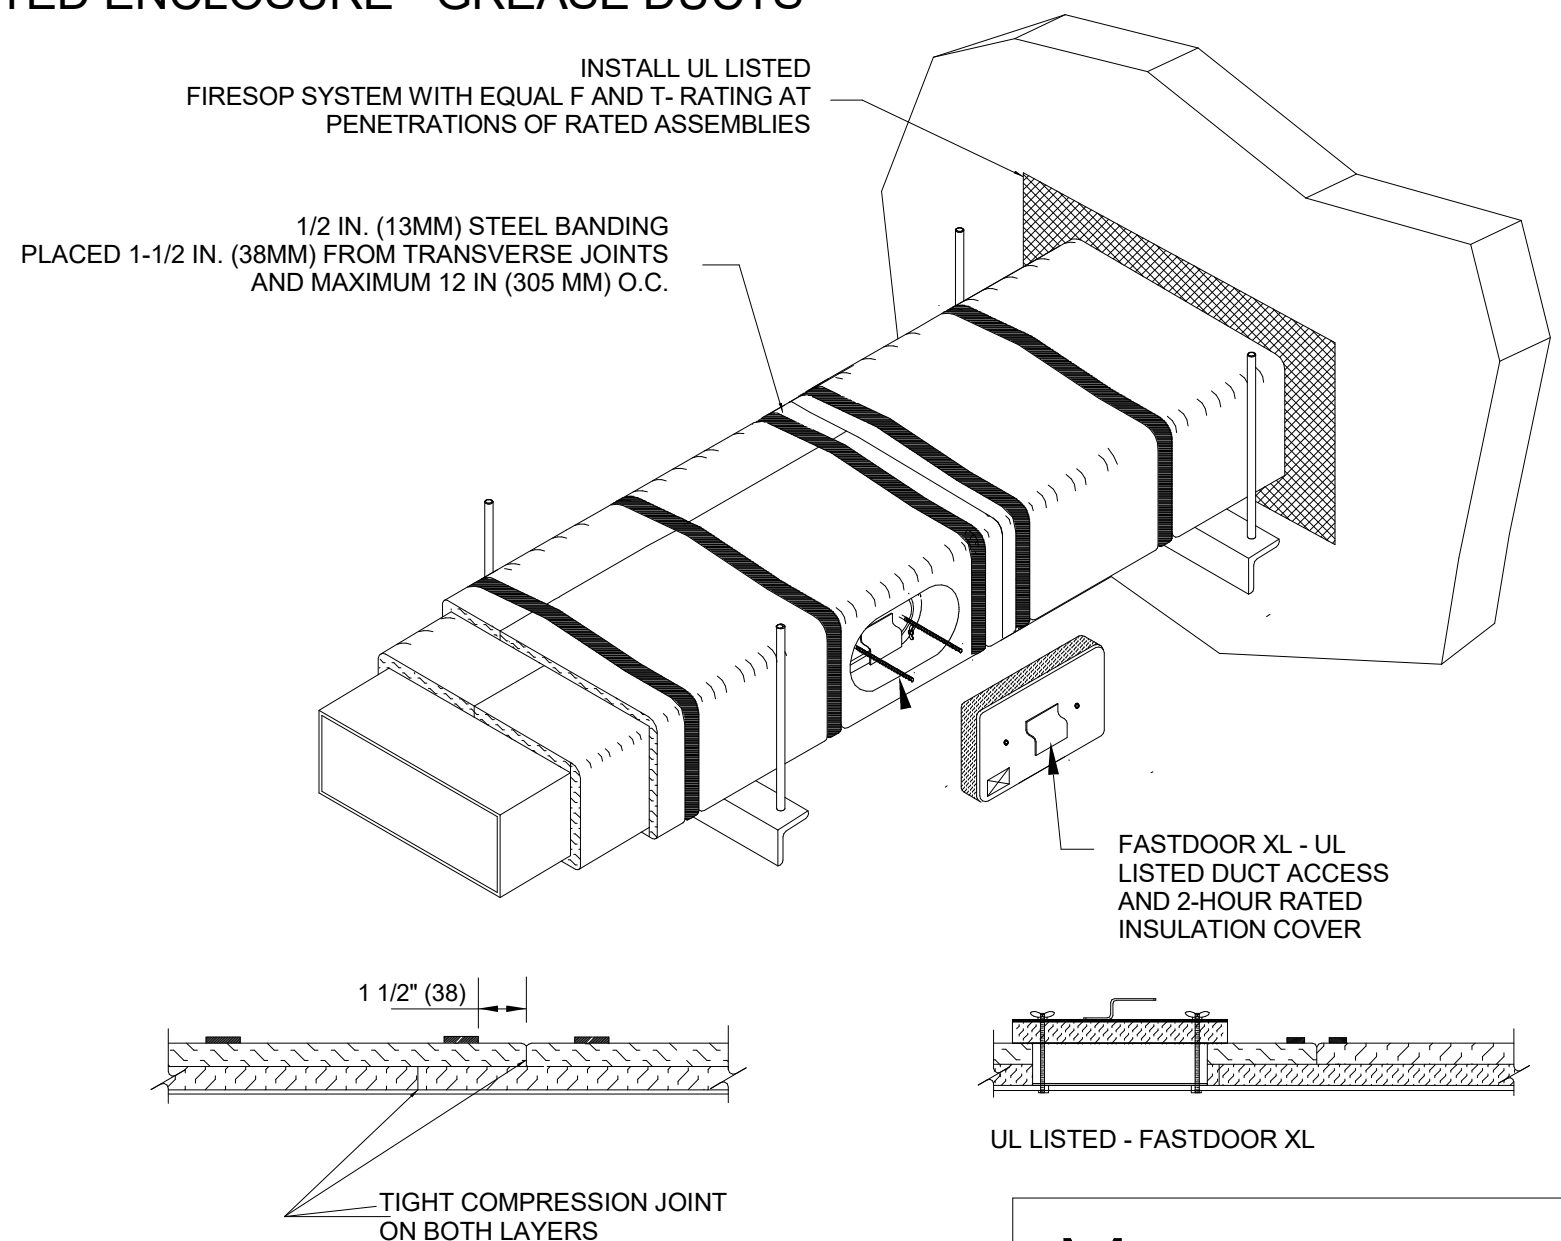 ENCLOSURE - GREASE DUCTS
INSTALL UL LISTED
FIRESOP SYSTEM WITH EQUAL F AND T- RATING AT
PENETRATIONS OF RATED ASSEMBLIES
1/2 IN. (13MM) STEEL BANDING
PLACED 1-1/2 IN. (38MM) FROM TRANSVERSE JOINTS
AND MAXIMUM 12 IN (305 MM) O.C.
FASTDOOR XL - UL
LISTED DUCT ACCESS
AND 2-HOUR RATED
INSULATION COVER
1 1/2" (38)
UL LISTED - FASTDOOR XL
TIGHT COMPRESSION JOINT
ON BOTH LAYERS